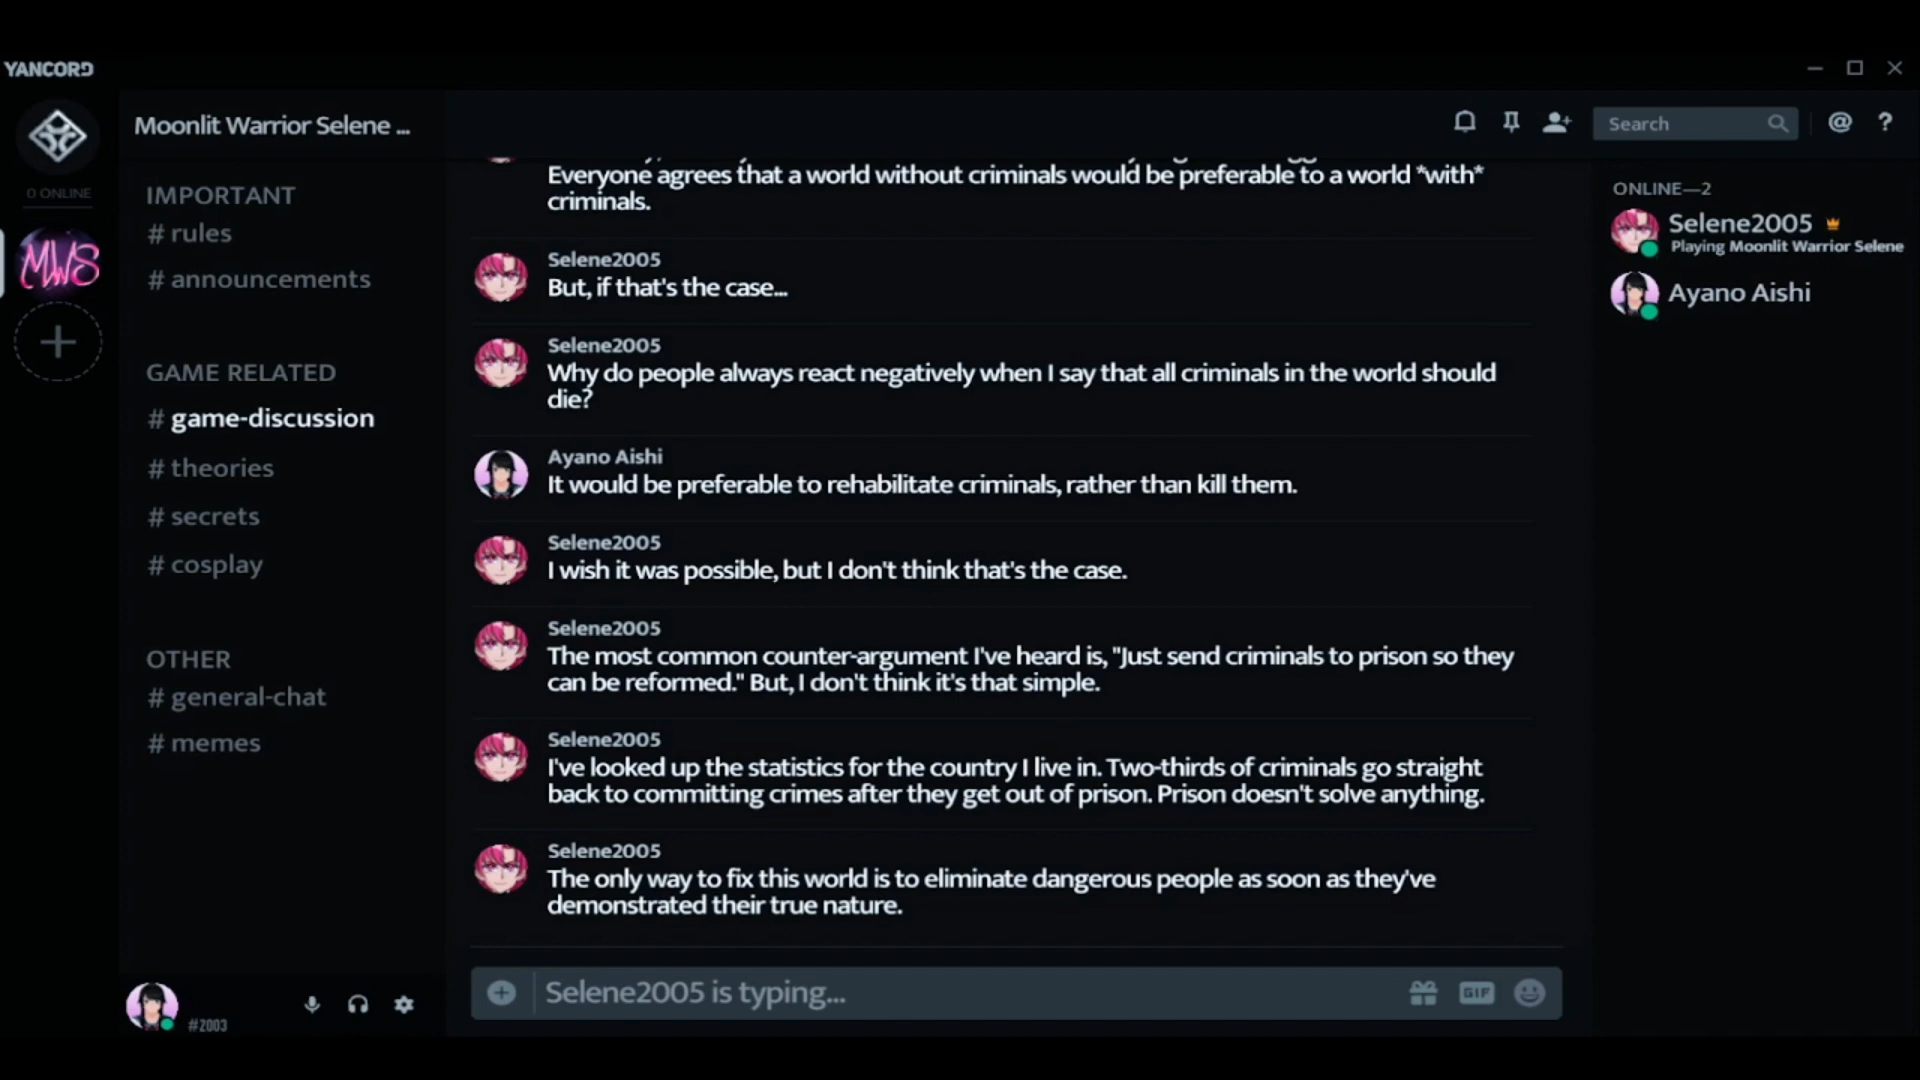 YANCORD
Moonlit Warrior Selene ...
Search
@
?
0 ONLINE
MWS
IMPORTANT
# rules
# announcements
GAME RELATED
# game-discussion
# theories
# secrets
# cosplay
OTHER
# general-chat
# memes
#2003
Everyone agrees that a world without criminals would be preferable to a world *with*
criminals.
Selene2005
But, if that's the case...
Selene2005
Why do people always react negatively when I say that all criminals in the world should
die?
Ayano Aishi
It would be preferable to rehabilitate criminals, rather than kill them.
Selene2005
I wish it was possible, but I don't think that's the case.
Selene2005
The most common counter-argument I've heard is, "Just send criminals to prison so they
can be reformed." But, I don't think it's that simple.
Selene2005
I've looked up the statistics for the country I live in. Two-thirds of criminals go straight
back to committing crimes after they get out of prison. Prison doesn't solve anything.
Selene2005
The only way to fix this world is to eliminate dangerous people as soon as they've
demonstrated their true nature.
Selene2005 is typing...
GIF
ONLINE—2
Selene2005
Playing Moonlit Warrior Selene
Ayano Aishi